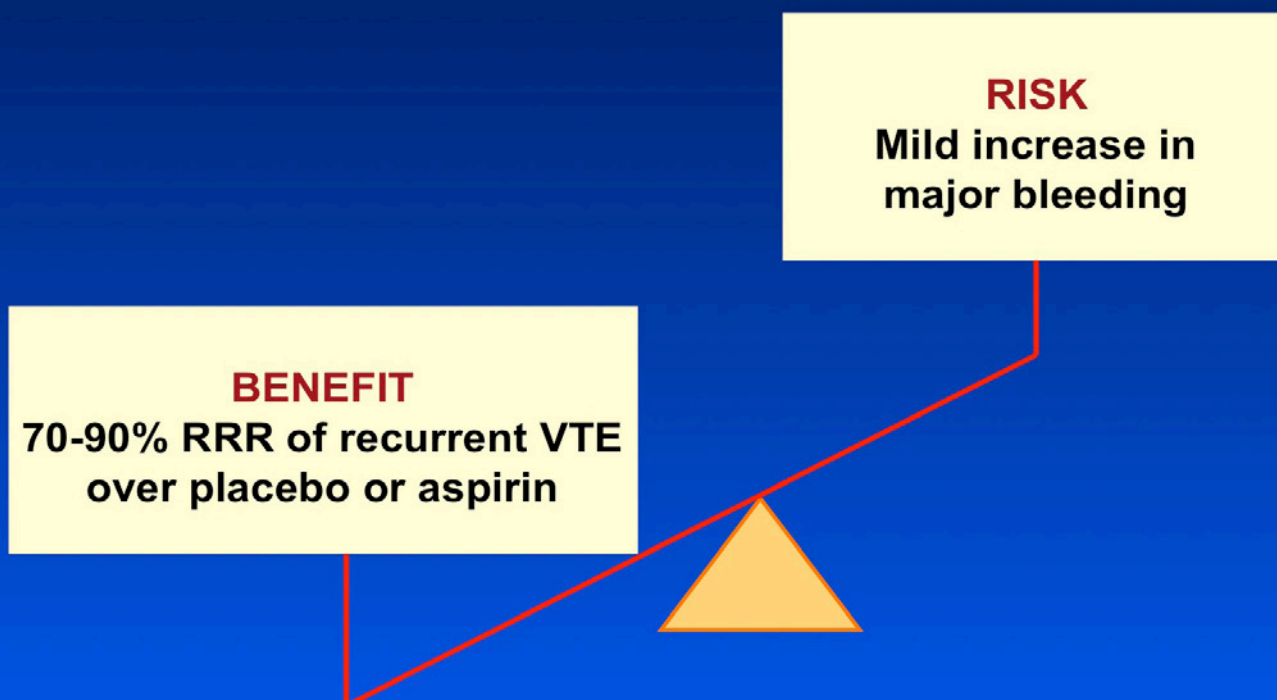 RISK
Mild increase in
major bleeding
BENEFIT
70-90% RRR of recurrent VTE
over placebo or aspirin